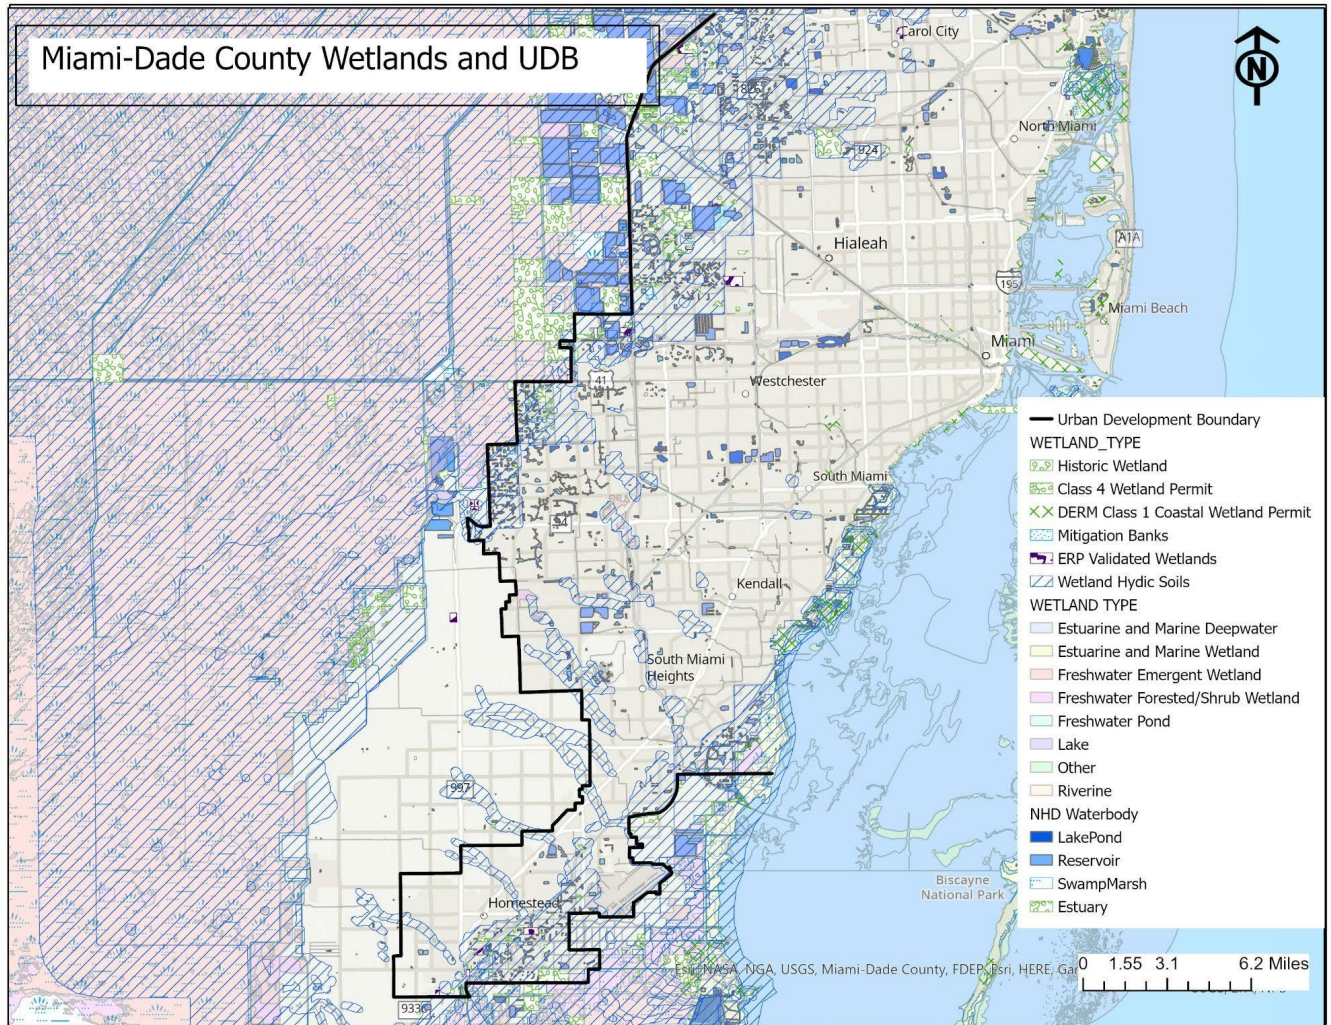 Miami-Dade County Wetlands and UDB
N
Carol City
826
North Miami
924
Hialeah
A1A
195
Miami Beach
Miami
41
Westchester
South Miami
94
Kendall
South Miami
Heights
997
Homestead
9336
Biscayne
National Park
Urban Development Boundary
WETLAND_TYPE
Historic Wetland
Class 4 Wetland Permit
DERM Class 1 Coastal Wetland Permit
Mitigation Banks
ERP Validated Wetlands
Wetland Hydic Soils
WETLAND TYPE
Estuarine and Marine Deepwater
Estuarine and Marine Wetland
Freshwater Emergent Wetland
Freshwater Forested/Shrub Wetland
Freshwater Pond
Lake
Other
Riverine
NHD Waterbody
LakePond
Reservoir
SwampMarsh
Estuary
Esri, NASA, NGA, USGS, Miami-Dade County, FDEP, Esri, HERE,
0 1.55 3.1 6.2 Miles